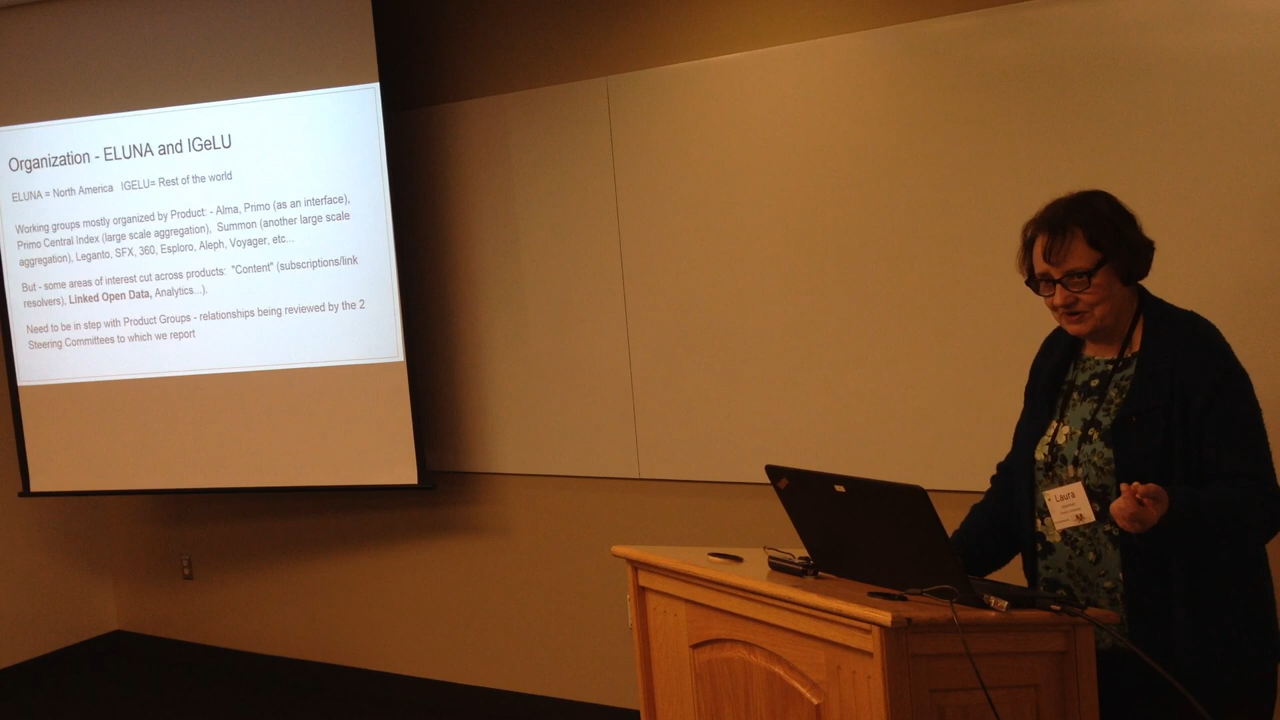 Organization - ELUNA and IGeLU
ELUNA = North America IGELU= Rest of the world
Working groups mostly organized by Product: - Alma, Primo (as an interface),
Primo Central Index (large scale aggregation), Summon (another large scale
aggregation), Leganto, SFX, 360, Esploro, Aleph, Voyager, etc...
But - some areas of interest cut across products: "Content" (subscriptions/link
resolvers), Linked Open Data, Analytics...).
Need to be in step with Product Groups - relationships being reviewed by the 2
Steering Committees to which we report
Laura